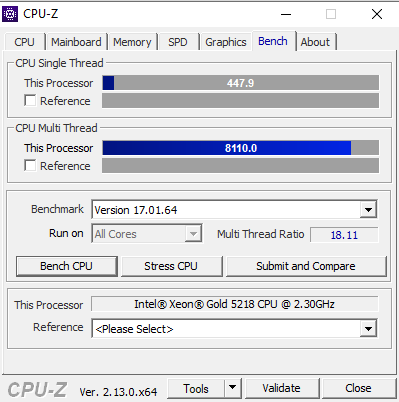 CPU-Z
CPU Mainboard Memory SPD Graphics Bench About
CPU Single Thread
This Processor 447.9
Reference
CPU Multi Thread
This Processor 8110.0
Reference
Benchmark Version 17.01.64
Run on All Cores Multi Thread Ratio 18.11
Bench CPU Stress CPU Submit and Compare
This Processor Intel® Xeon® Gold 5218 CPU @ 2.30GHz
Reference <Please Select>
CPU-Z Ver. 2.13.0.x64 Tools Validate Close